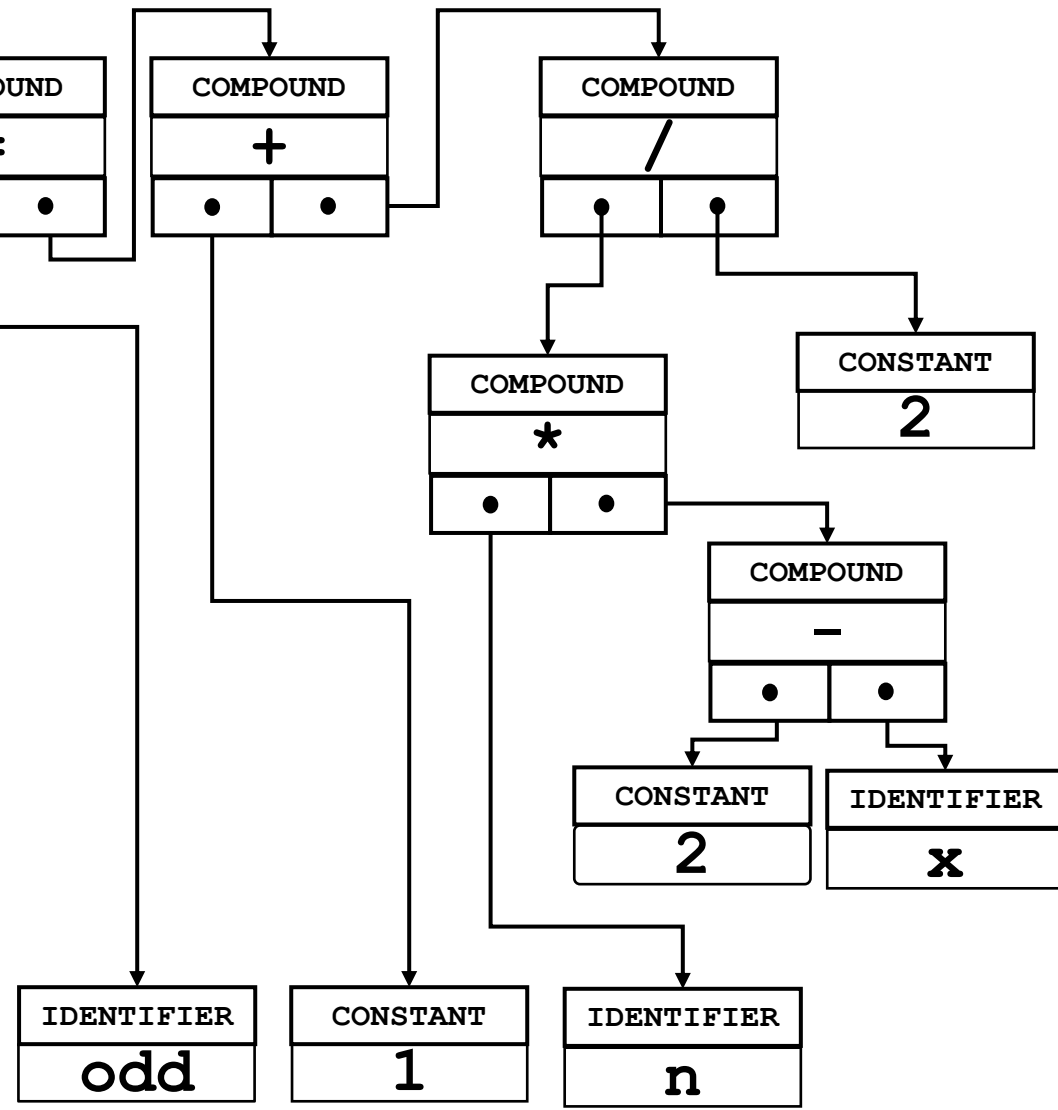 COMPOUND
COMPOUND
+
/
CONSTANT
2
COMPOUND
*
COMPOUND
-
CONSTANT
2
IDENTIFIER
x
IDENTIFIER
odd
CONSTANT
1
IDENTIFIER
n